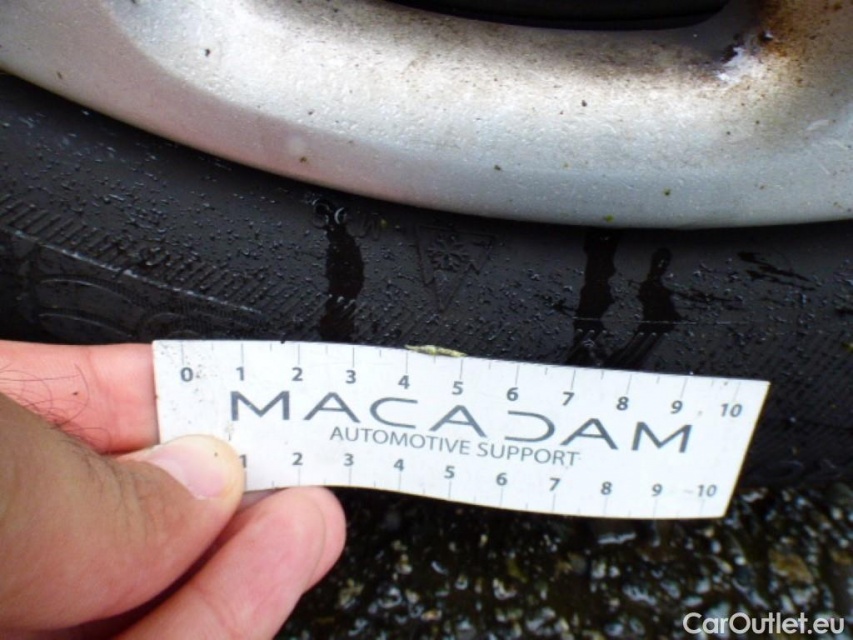 0 1 2 3 4 5 6 7 8 9 10
MACADAM
AUTOMOTIVE SUPPORT
1 2 3 4 5 6 7 8 9 10
CarOutlet.eu